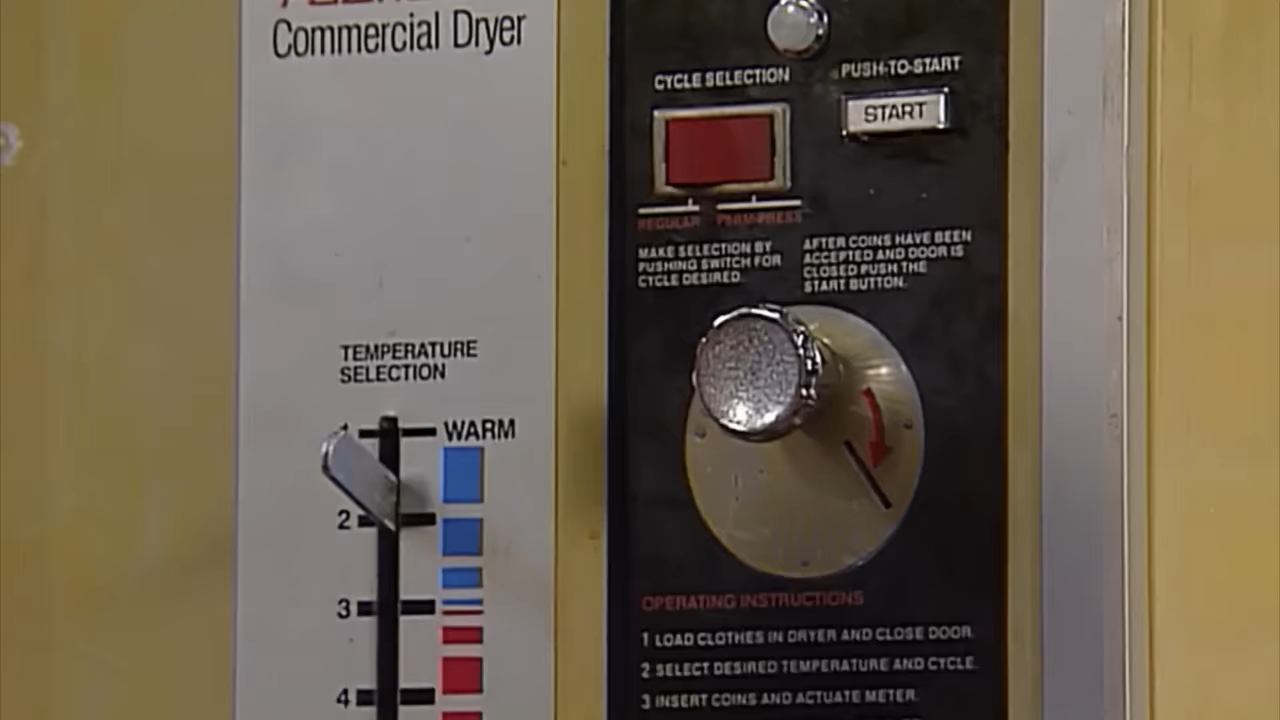 Commercial Dryer
TEMPERATURE
SELECTION
1
WARM
2
3
4
CYCLE SELECTION
PUSH-TO-START
START
REGULAR
PRM-PRESS
MAKE SELECTION BY
PUSHING SWITCH FOR
CYCLE DESIRED.
AFTER COINS HAVE BEEN
ACCEPTED AND DOOR IS
CLOSED PUSH THE
START BUTTON.
OPERATING INSTRUCTIONS
1 LOAD CLOTHES IN DRYER AND CLOSE DOOR.
2 SELECT DESIRED TEMPERATURE AND CYCLE.
3 INSERT COINS AND ACTUATE METER.